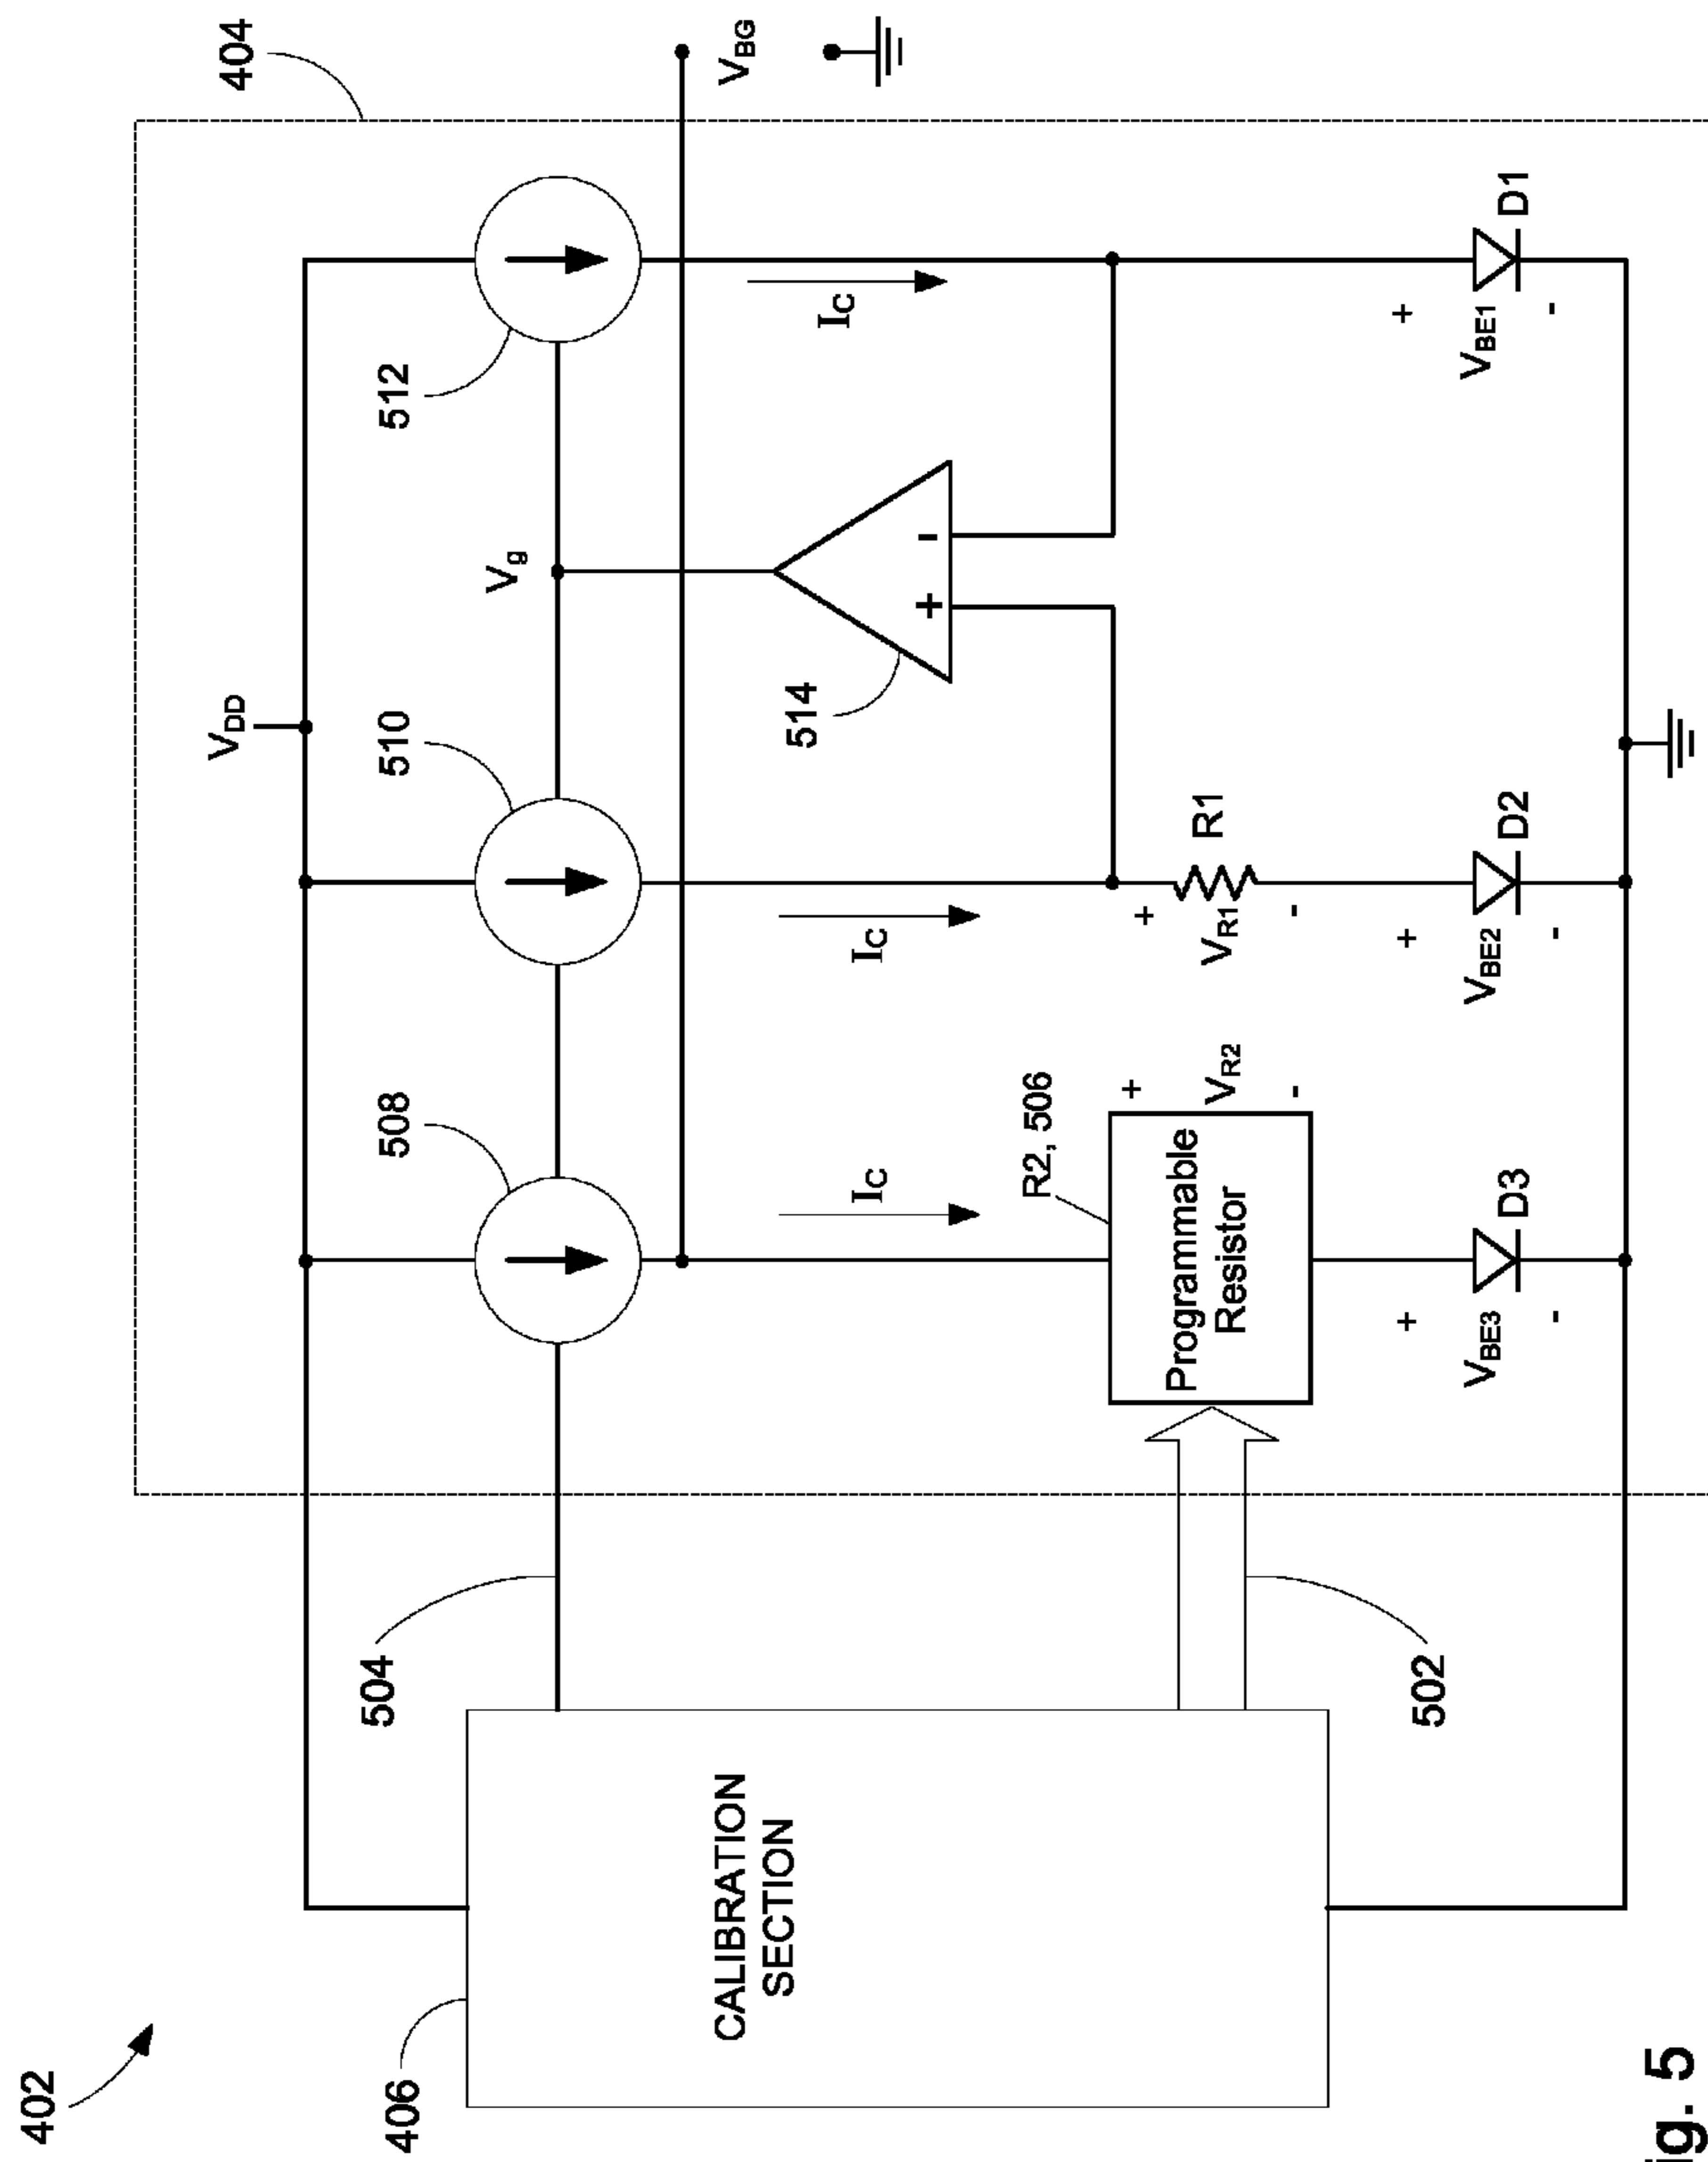 402
404
V_DD
504
508
510
512
V_g
V_BG
406
CALIBRATION
SECTION
514
+
-
I_C
I_C
I_C
R2, 506
Programmable
Resistor
+
V_R2
-
+
V_R1
-
R1
502
+
V_BE3
-
D3
+
V_BE2
-
D2
+
V_BE1
-
D1
ig. 5